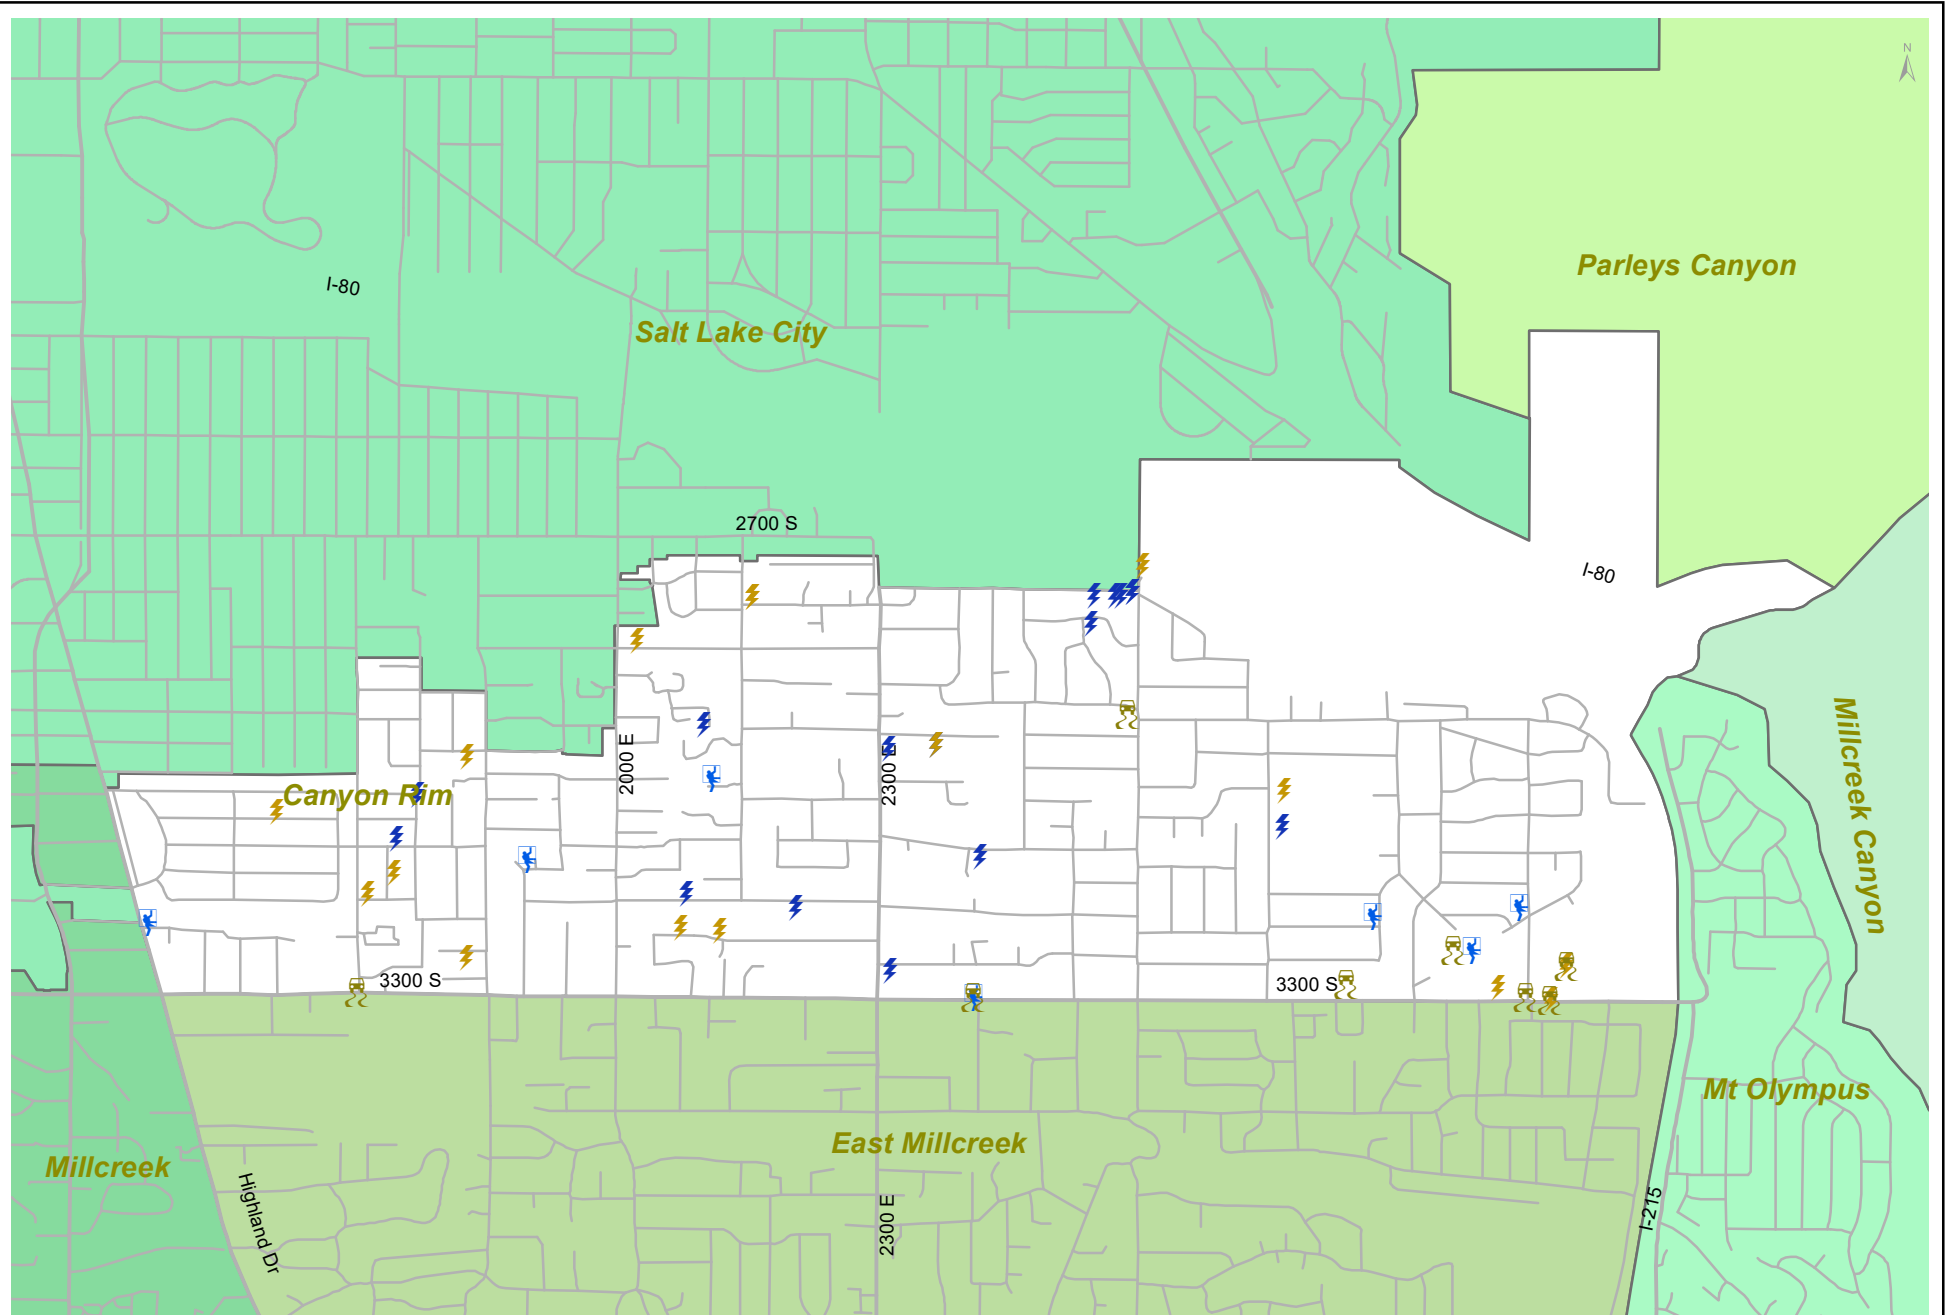 N
Parleys Canyon
I-80
Salt Lake City
2700 S
I-80
Millcreek Canyon
2000 E
2300 E
Canyon Rim
3300 S
3300 S
Mt Olympus
East Millcreek
Millcreek
Highland Dr
2300 E
I-215